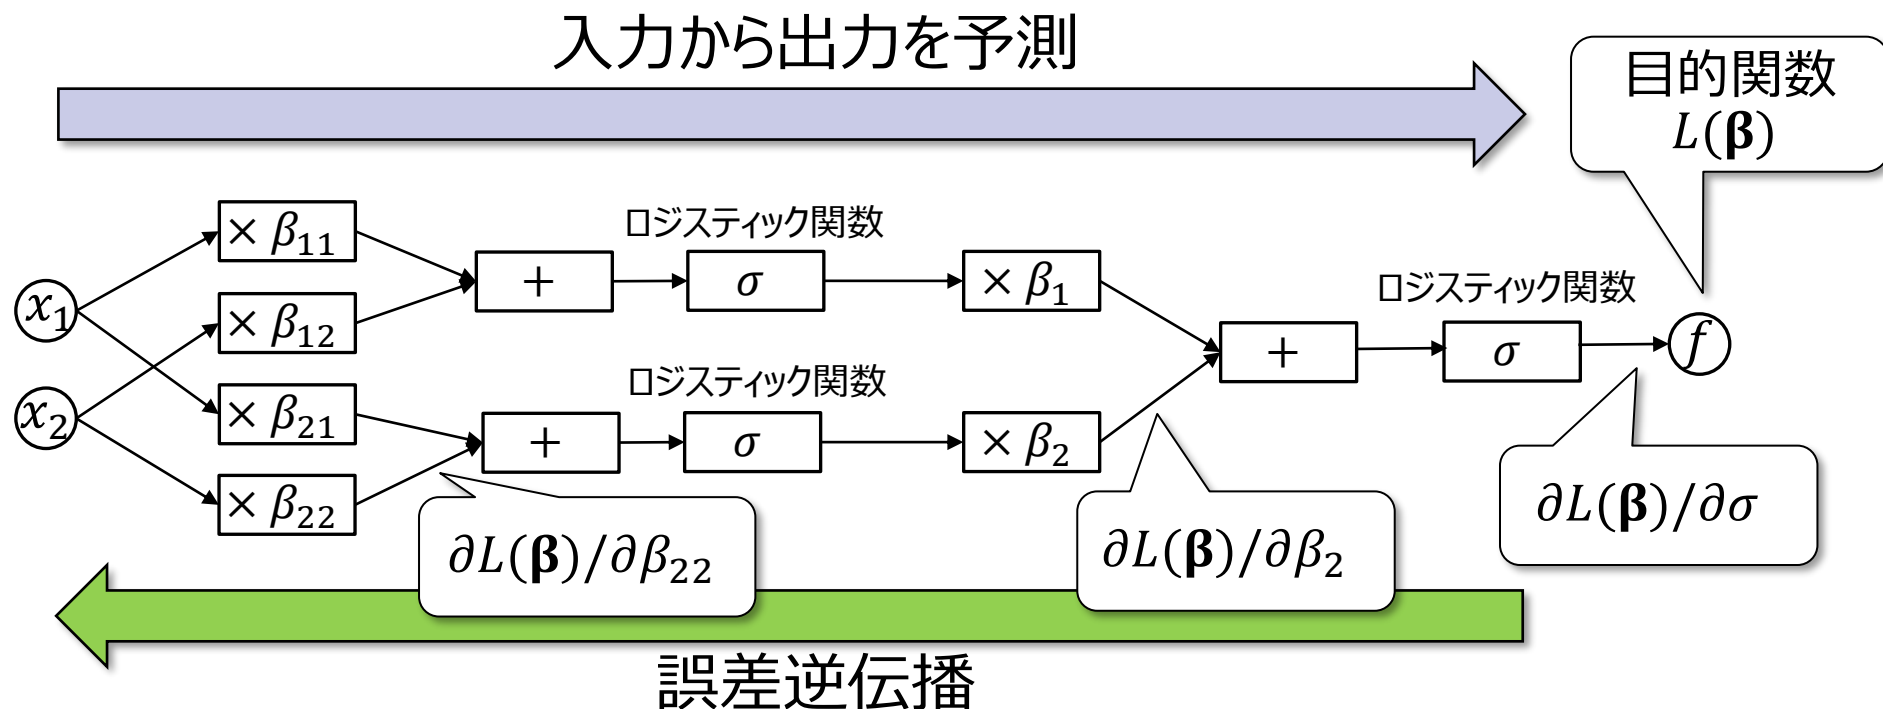 入力から出力を予測
目的関数
L(β)
ロジスティック関数
× β₁₁
x₁
+
σ
× β₁
ロジスティック関数
× β₁₂
+
σ
f
ロジスティック関数
x₂
× β₂₁
+
σ
× β₂
× β₂₂
∂L(β)/∂β₂₂
∂L(β)/∂β₂
∂L(β)/∂σ
誤差逆伝播